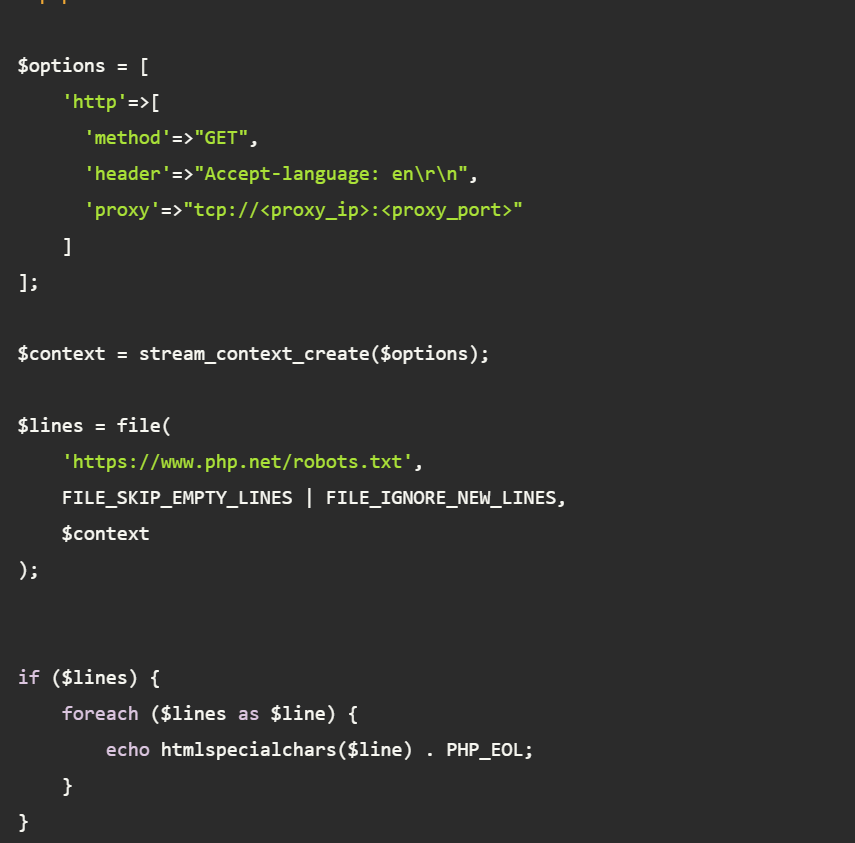 $options = [
    'http'=>[
      'method'=>"GET",
      'header'=>"Accept-language: en\r\n",
      'proxy'=>"tcp://<proxy_ip>:<proxy_port>"
    ]
];
$context = stream_context_create($options);
$lines = file(
    'https://www.php.net/robots.txt',
    FILE_SKIP_EMPTY_LINES | FILE_IGNORE_NEW_LINES,
    $context
);
if ($lines) {
    foreach ($lines as $line) {
        echo htmlspecialchars($line) . PHP_EOL;
    }
}